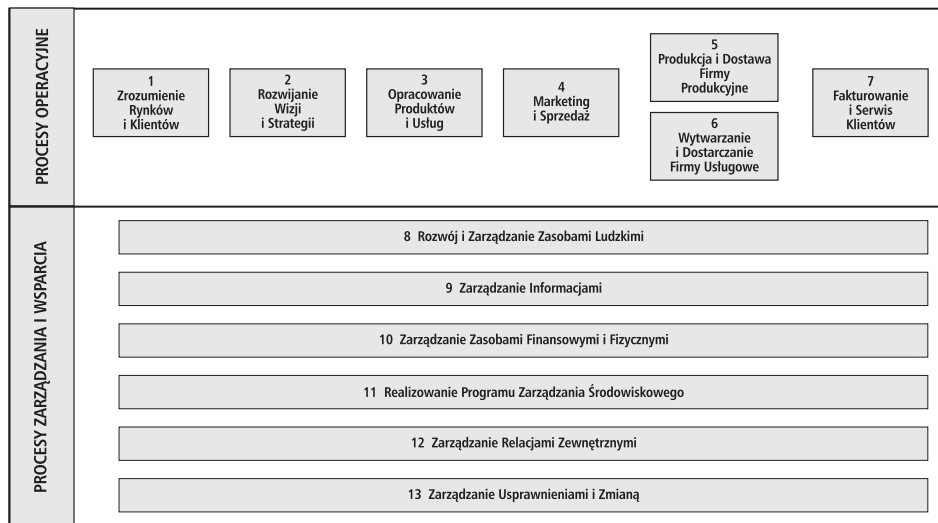 PROCESY OPERACYJNE
1
Zrozumienie
Rynków
i Klientów
2
Rozwijanie
Wizji
i Strategii
3
Opracowanie
Produktów
i Usług
4
Marketing
i Sprzedaż
5
Produkcja i Dostawa
Firmy
Produkcyjne
6
Wytwarzanie
i Dostarczanie
Firmy Usługowe
7
Fakturowanie
i Serwis
Klientów
PROCESY ZARZĄDZANIA I WSPARCIA
8 Rozwój i Zarządzanie Zasobami Ludzkimi
9 Zarządzanie Informacjami
10 Zarządzanie Zasobami Finansowymi i Fizycznymi
11 Realizowanie Programu Zarządzania Środowiskowego
12 Zarządzanie Relacjami Zewnętrznymi
13 Zarządzanie Usprawnieniami i Zmianą